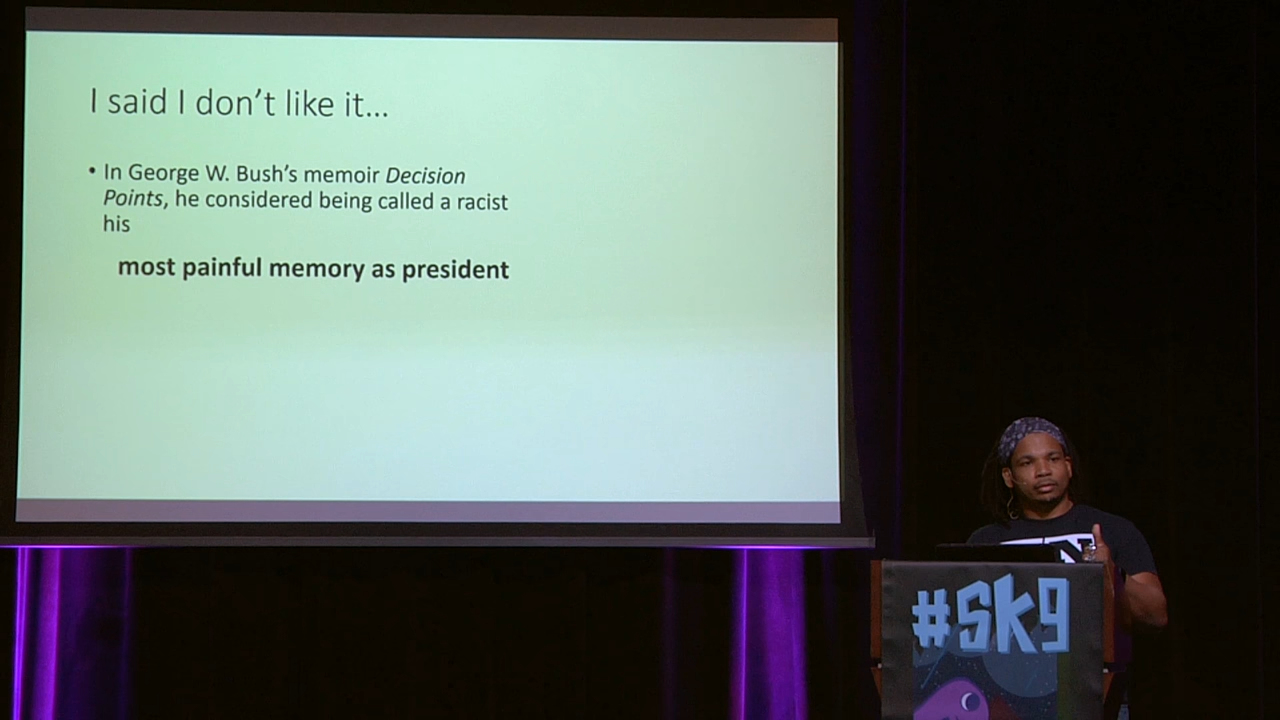 I said I don't like it...
• In George W. Bush's memoir Decision
Points, he considered being called a racist
his
most painful memory as president
#SK9